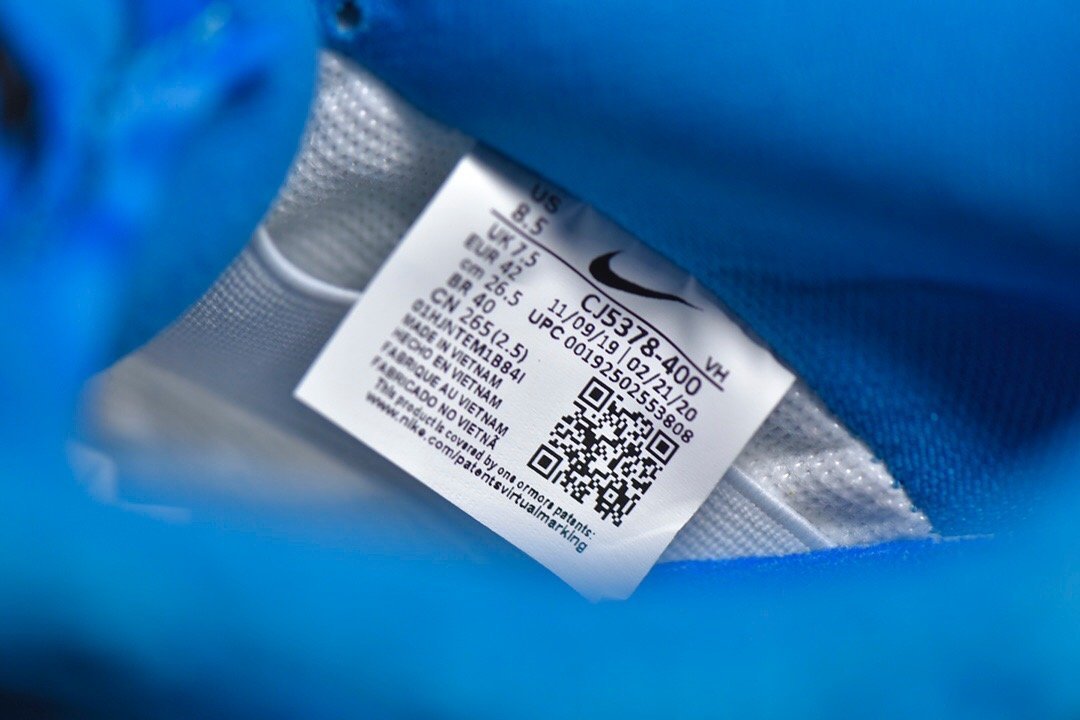 US
8.5
UK 7.5
EUR 42
cm 26.5
BR 40
CN 265(2.5)
CJ5378-400 VH
11/09/19 | 02/21/20
UPC 00192502553808
01HJNTEM1B84I
MADE IN VIETNAM
HECHO EN VIETNAM
FABRIQUE AU VIETNAM
FABRICADO NO VIETNÃ
This product is covered by one or more patents:
www.nike.com/patentsvirtualmarking